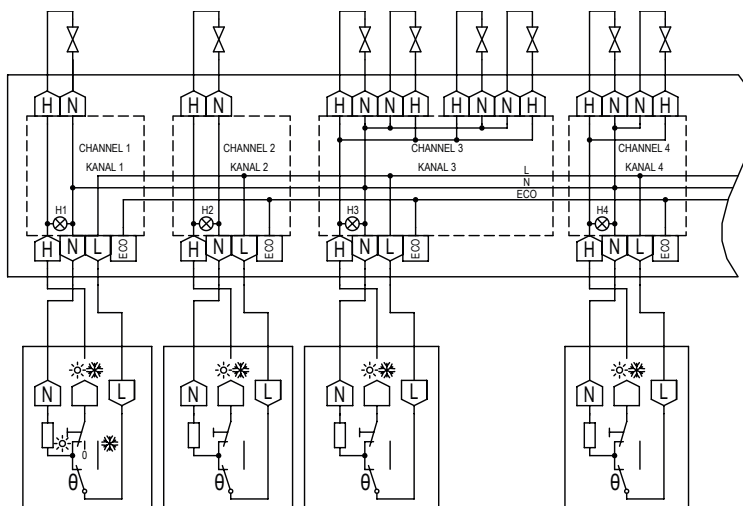 H N H N H N N H H N N H H N N H
CHANNEL 1 CHANNEL 2 CHANNEL 3 CHANNEL 4
KANAL 1 KANAL 2 KANAL 3 KANAL 4
L
N
ECO
H1 H2 H3 H4
H N L ECO H N L ECO H N L ECO H N L ECO
N L N L N L N L
0
θ θ θ θ